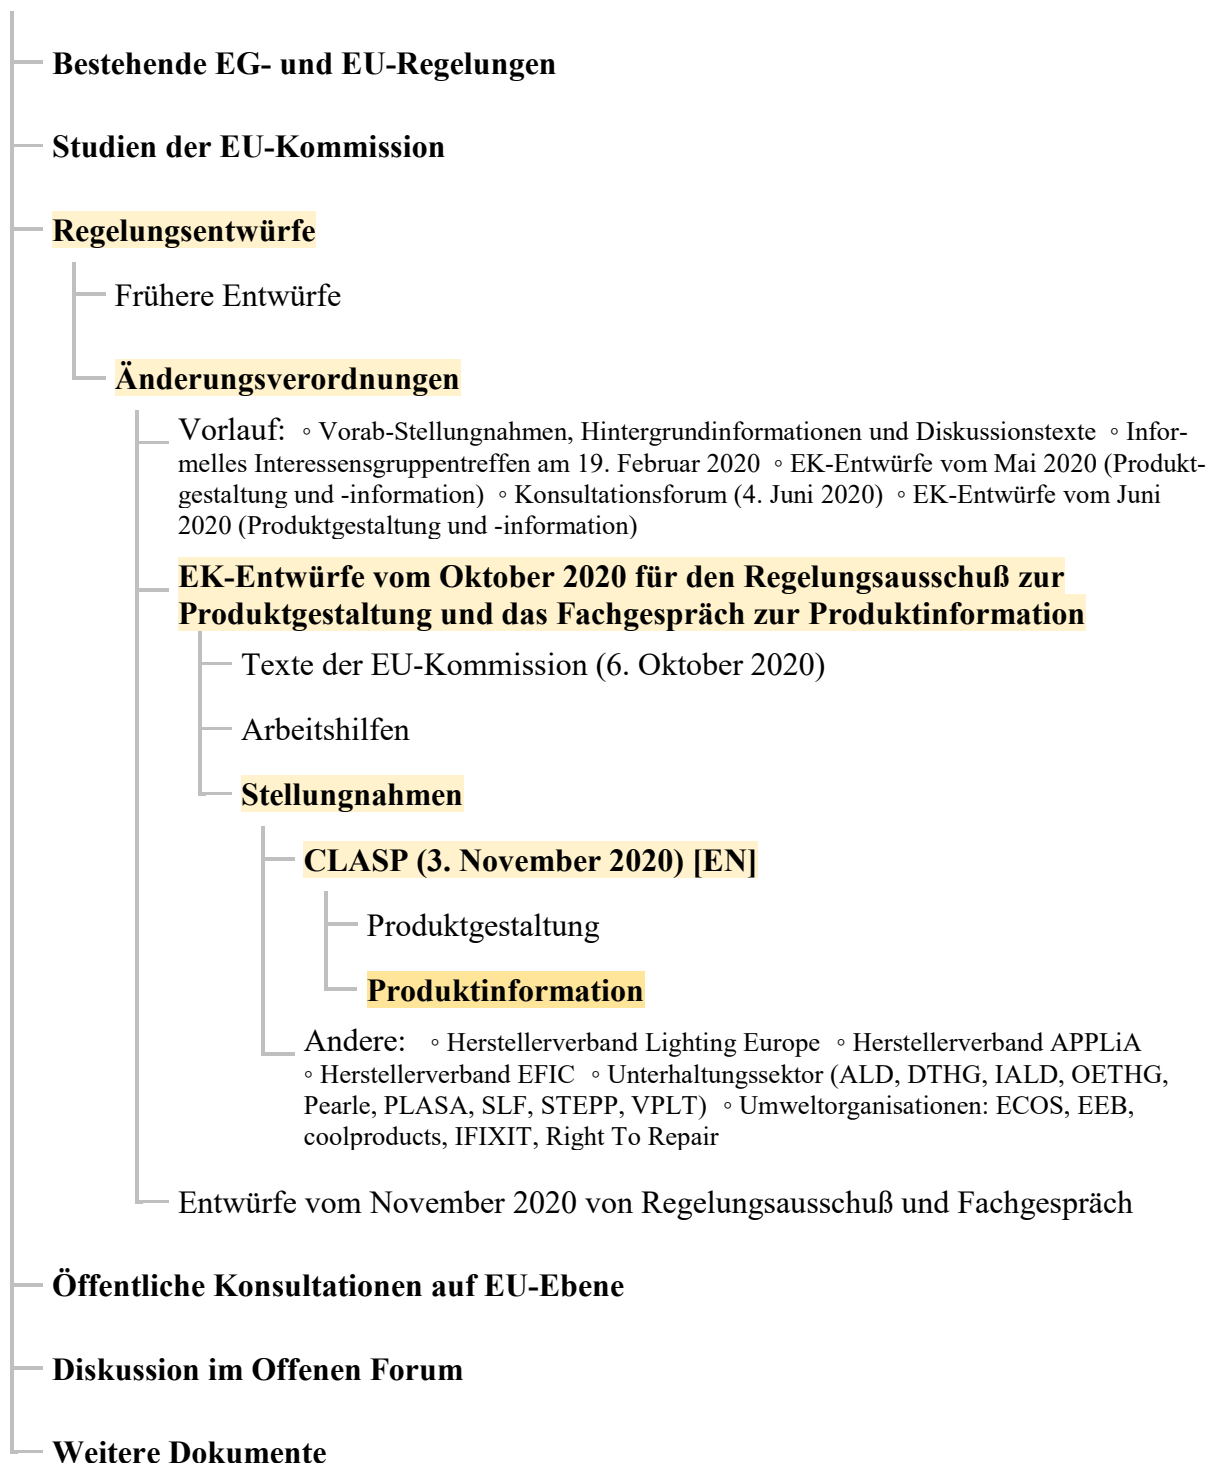 Bestehende EG- und EU-Regelungen
Studien der EU-Kommission
Regelungsentwürfe
Frühere Entwürfe
Änderungsverordnungen
Vorlauf: ◦ Vorab-Stellungnahmen, Hintergrundinformationen und Diskussionstexte ◦ Infor-
melles Interessensgruppentreffen am 19. Februar 2020 ◦ EK-Entwürfe vom Mai 2020 (Produkt-
gestaltung und -information) ◦ Konsultationsforum (4. Juni 2020) ◦ EK-Entwürfe vom Juni
2020 (Produktgestaltung und -information)
EK-Entwürfe vom Oktober 2020 für den Regelungsausschuß zur
Produktgestaltung und das Fachgespräch zur Produktinformation
Texte der EU-Kommission (6. Oktober 2020)
Arbeitshilfen
Stellungnahmen
CLASP (3. November 2020) [EN]
Produktgestaltung
Produktinformation
Andere: ◦ Herstellerverband Lighting Europe ◦ Herstellerverband APPLiA
◦ Herstellerverband EFIC ◦ Unterhaltungssektor (ALD, DTHG, IALD, OETHG,
Pearle, PLASA, SLF, STEPP, VPLT) ◦ Umweltorganisationen: ECOS, EEB,
coolproducts, IFIXIT, Right To Repair
Entwürfe vom November 2020 von Regelungsausschuß und Fachgespräch
Öffentliche Konsultationen auf EU-Ebene
Diskussion im Offenen Forum
Weitere Dokumente